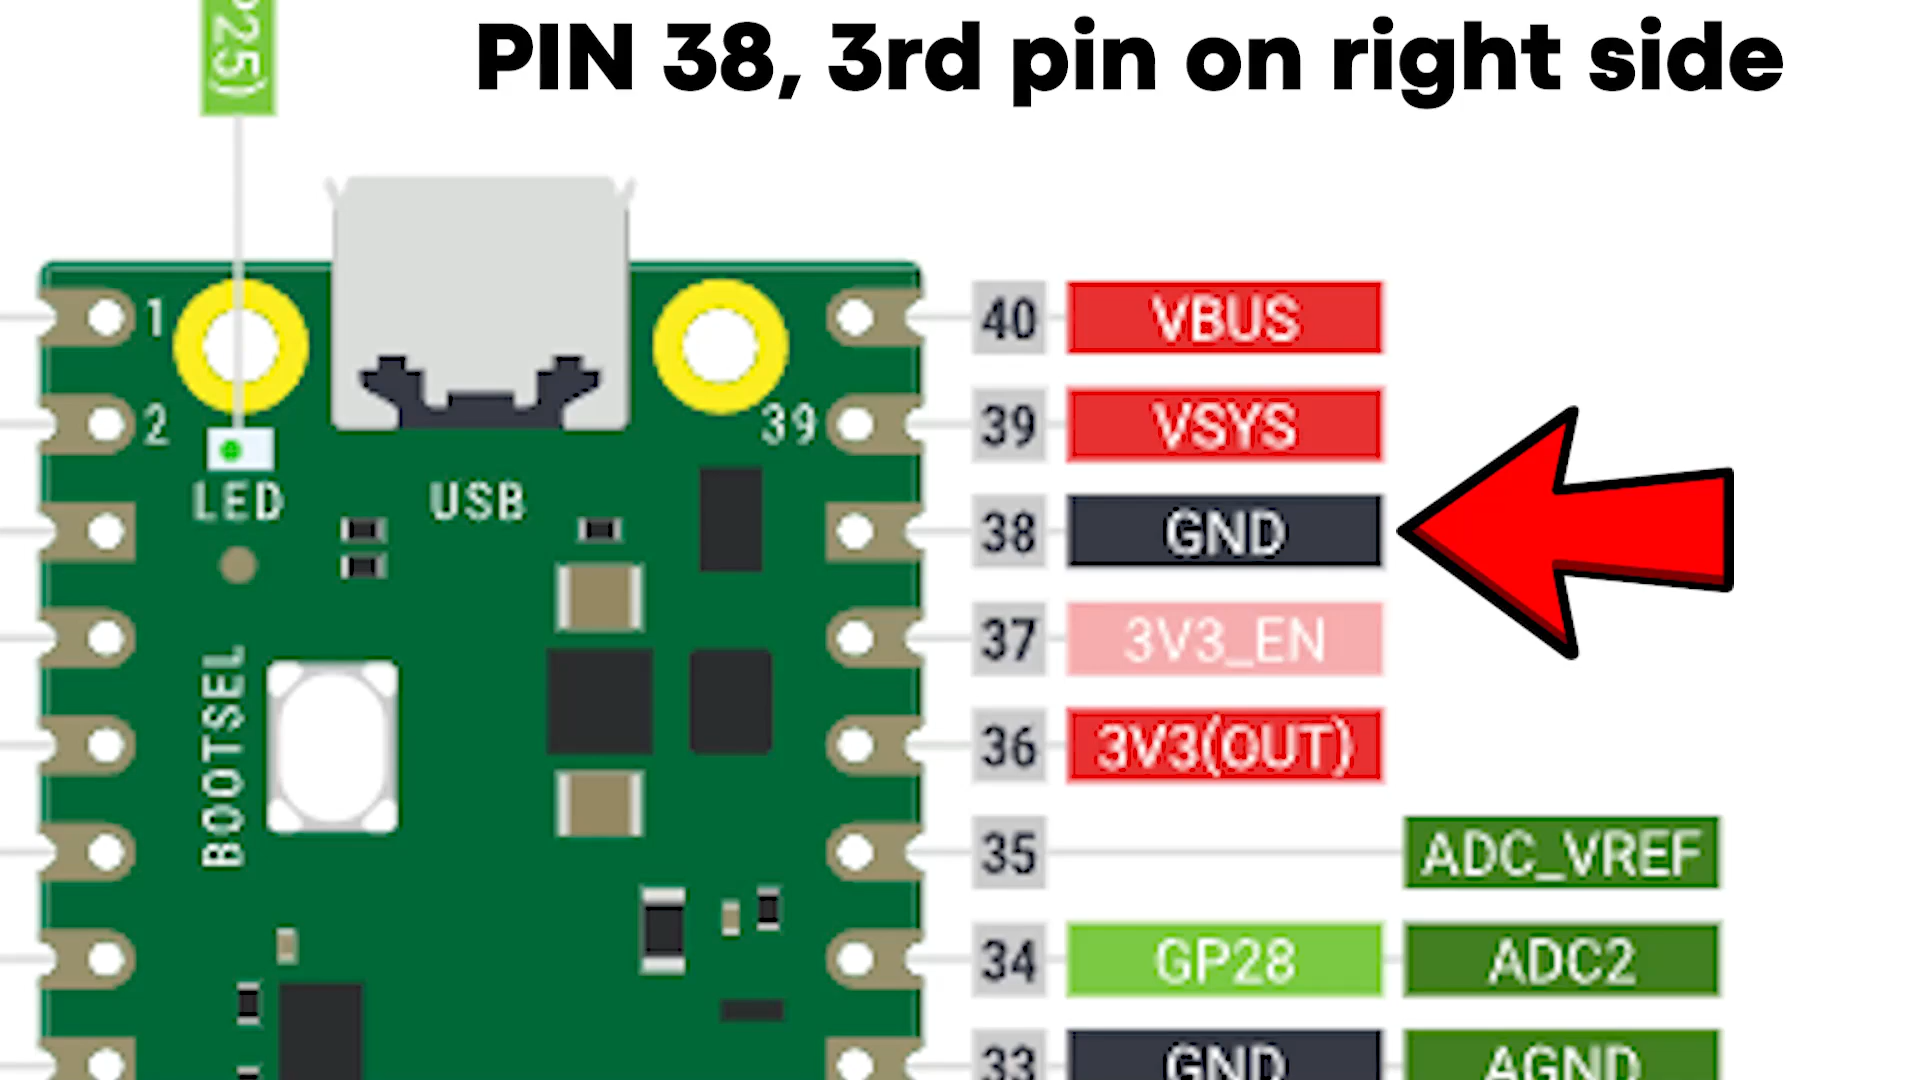 PIN 38, 3rd pin on right side
25)
1
40 VBUS
2
39
39 VSYS
LED
USB
38 GND
37 3V3_EN
BOOTSEL
36 3V3(OUT)
35 ADC_VREF
34 GP28 ADC2
33 GND AGND